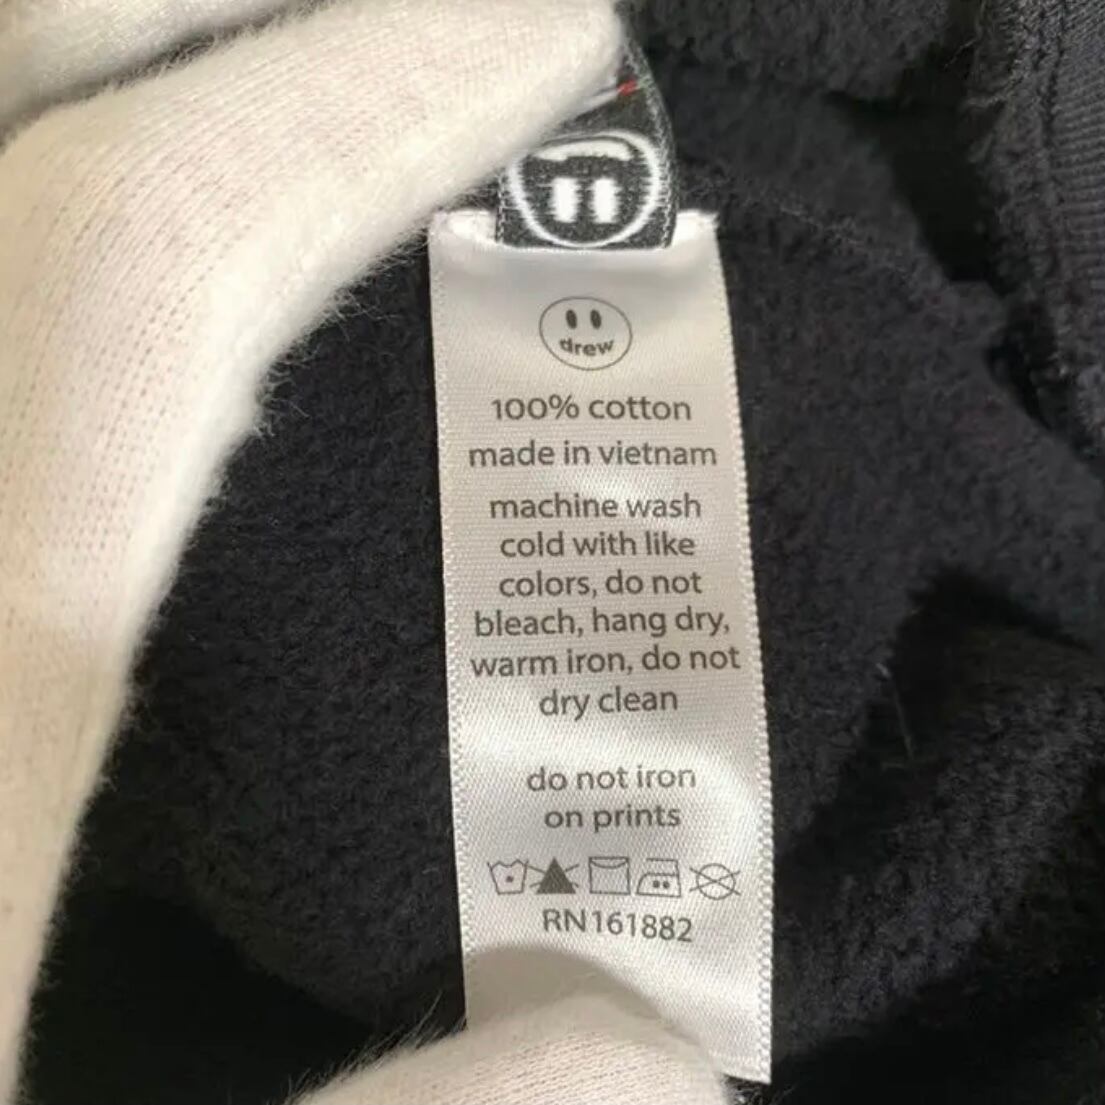 drew
100% cotton
made in vietnam
machine wash
cold with like
colors, do not
bleach, hang dry,
warm iron, do not
dry clean
do not iron
on prints
RN161882